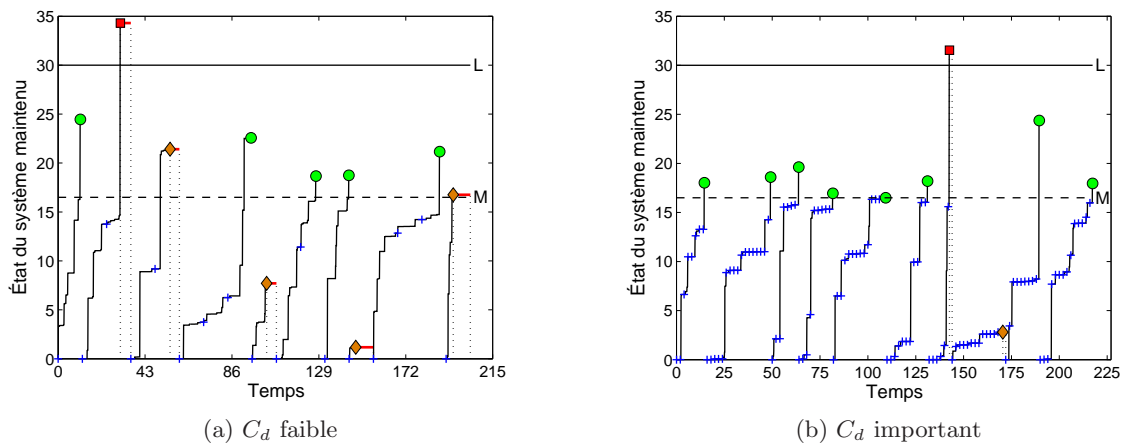 35
30
25
20
15
10
5
0
État du système maintenu
L
M
0 43 86 129 172 215
Temps
(a) C_d faible
35
30
25
20
15
10
5
0
État du système maintenu
L
M
0 25 50 75 100 125 150 175 200 225
Temps
(b) C_d important